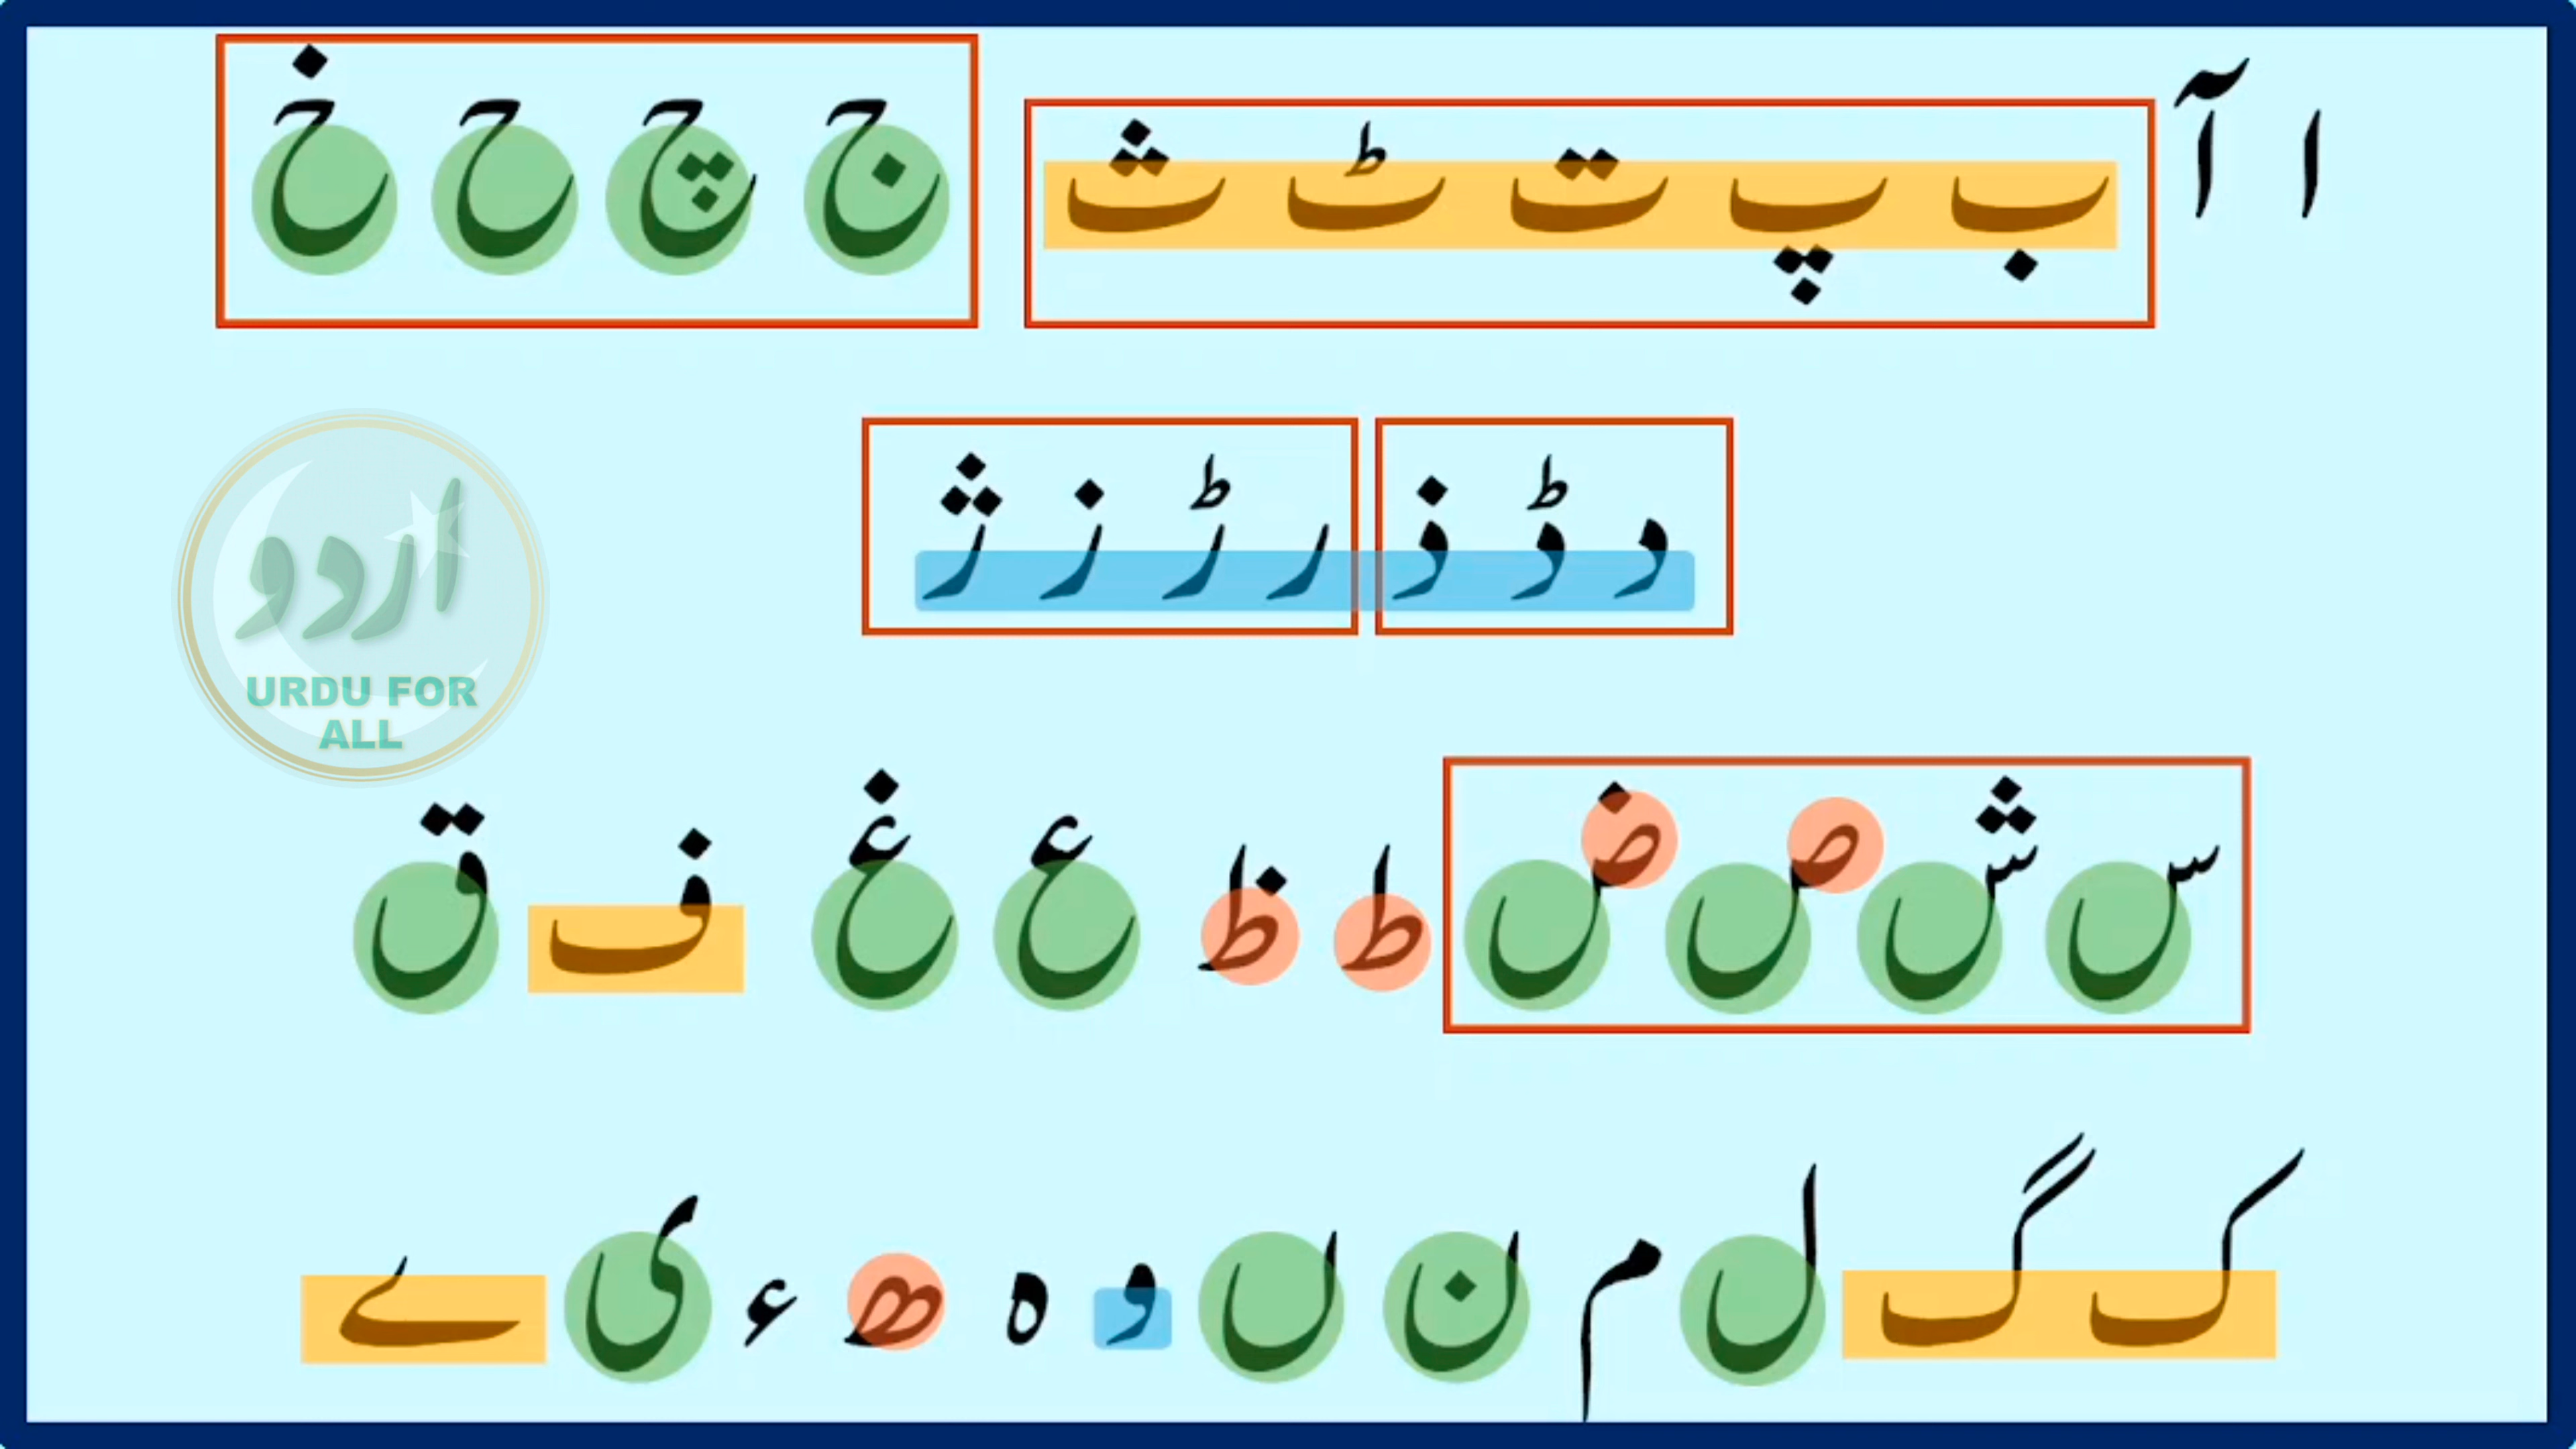 ا آ ب پ ت ٹ ث ج چ ح خ
د ڈ ذ ر ڑ ز ژ
اردو
URDU FOR
ALL
س ش ص ض ط ظ ع غ ف ق
ک گ ل م ن ں و ہ ھ ء ی ے